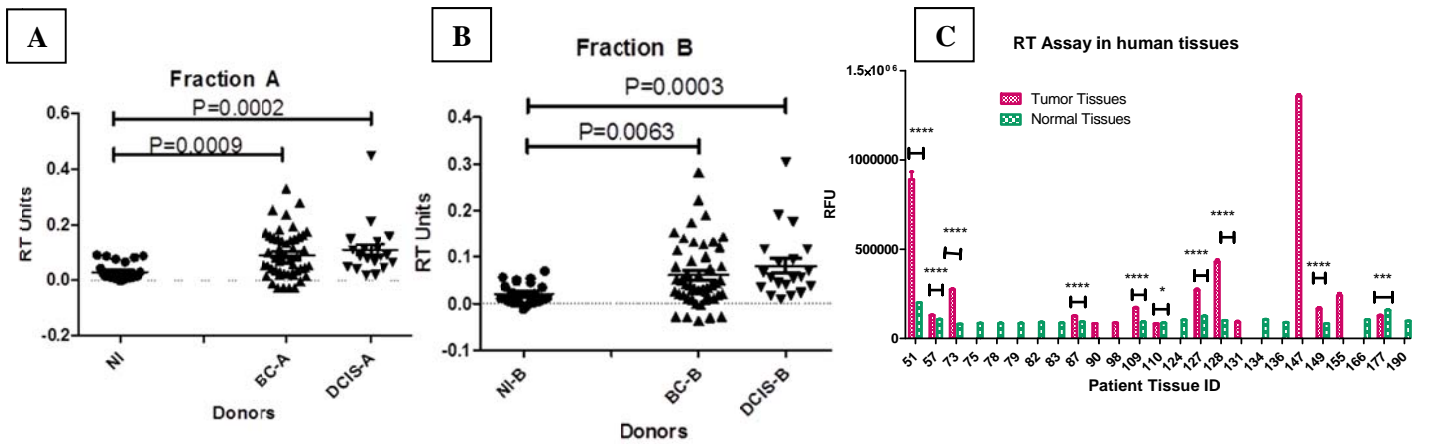 A
Fraction A
P=0.0002
P=0.0009
0.6
0.4
0.2
0.0
-0.2
RT Units
NI
BC-A
DCIS-A
Donors
B
Fraction B
P=0.0003
P=0.0063
0.4
0.3
0.2
0.1
0.0
-0.1
RT Units
NI-B
BC-B
DCIS-B
Donors
C
RT Assay in human tissues
1.5×10⁰⁶
1000000
500000
0
RFU
Tumor Tissues
Normal Tissues
****
****
****
****
****
*
****
****
****
***
51 57 73 75 78 79 82 83 87 90 98 109 110 124 127 128 131 134 136 147 149 155 166 177 190
Patient Tissue ID